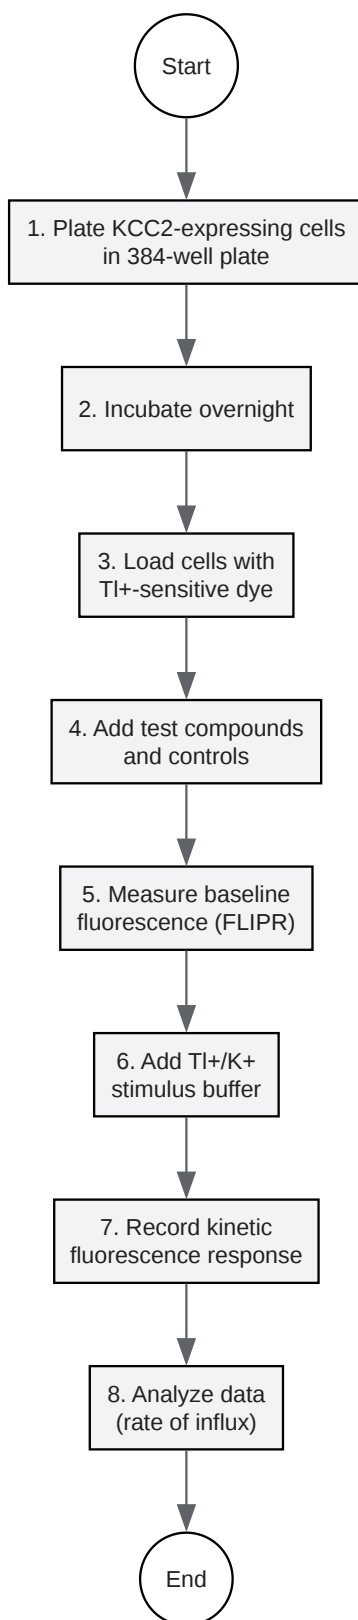 Start
1. Plate KCC2-expressing cells
in 384-well plate
2. Incubate overnight
3. Load cells with
Tl+-sensitive dye
4. Add test compounds
and controls
5. Measure baseline
fluorescence (FLIPR)
6. Add Tl+/K+
stimulus buffer
7. Record kinetic
fluorescence response
8. Analyze data
(rate of influx)
End